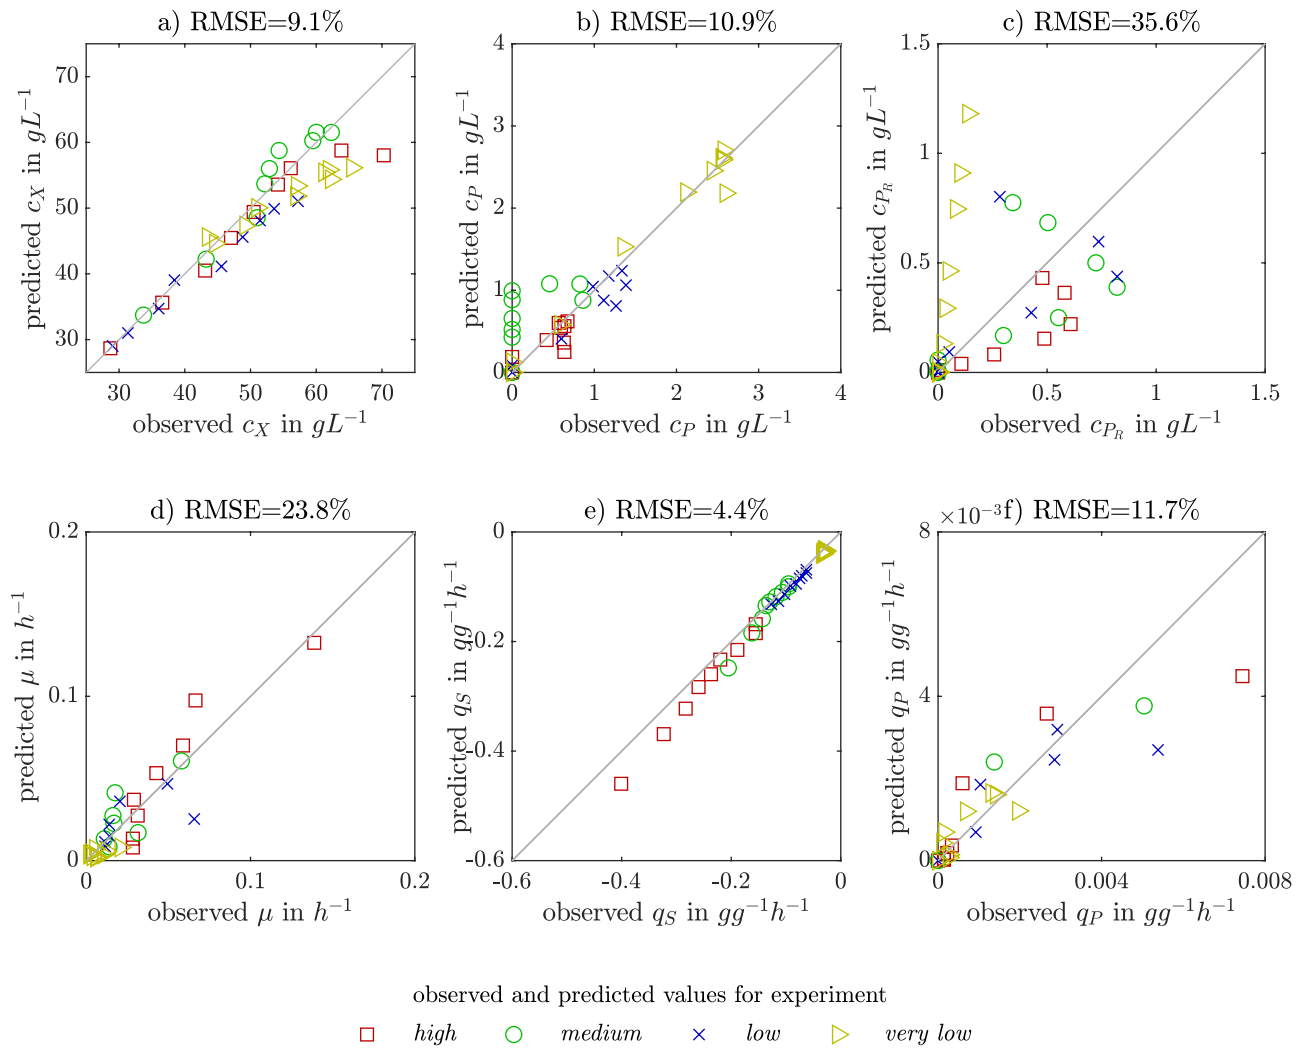 a) RMSE=9.1%
b) RMSE=10.9%
c) RMSE=35.6%
70
60
50
40
30
predicted c_X in gL⁻¹
30 40 50 60 70
observed c_X in gL⁻¹
4
3
2
1
0
predicted c_P in gL⁻¹
0 1 2 3 4
observed c_P in gL⁻¹
1.5
1
0.5
0
predicted c_{P_R} in gL⁻¹
0 0.5 1 1.5
observed c_{P_R} in gL⁻¹
d) RMSE=23.8%
e) RMSE=4.4%
×10⁻³f) RMSE=11.7%
0.2
0.1
0
predicted μ in h⁻¹
0 0.1 0.2
observed μ in h⁻¹
0
-0.2
-0.4
-0.6
predicted q_S in gg⁻¹h⁻¹
-0.6 -0.4 -0.2 0
observed q_S in gg⁻¹h⁻¹
8
4
0
predicted q_P in gg⁻¹h⁻¹
0 0.004 0.008
observed q_P in gg⁻¹h⁻¹
observed and predicted values for experiment
high medium low very low